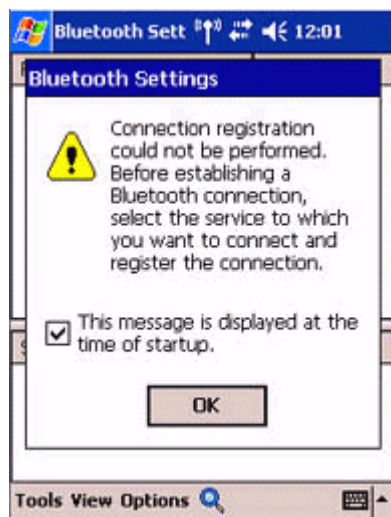 Bluetooth Sett 12:01
Bluetooth Settings
Connection registration
could not be performed.
Before establishing a
Bluetooth connection,
select the service to which
you want to connect and
register the connection.
This message is displayed at the
time of startup.
OK
Tools View Options